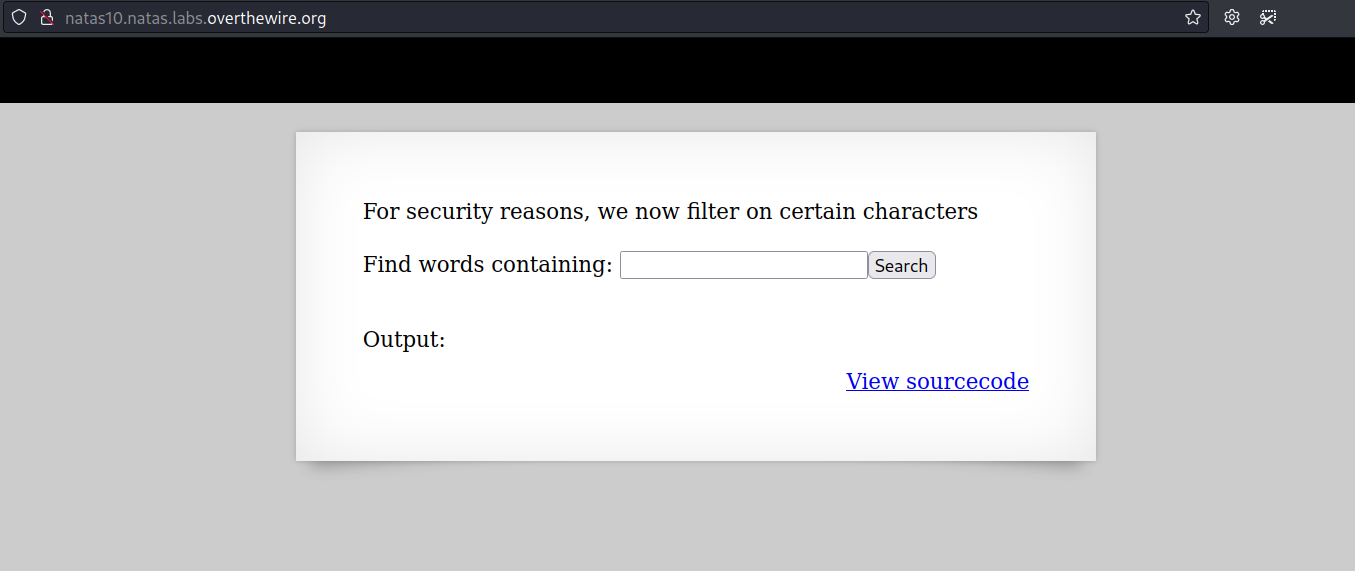 natas10.natas.labs.overthewire.org
For security reasons, we now filter on certain characters
Find words containing: Search
Output:
View sourcecode